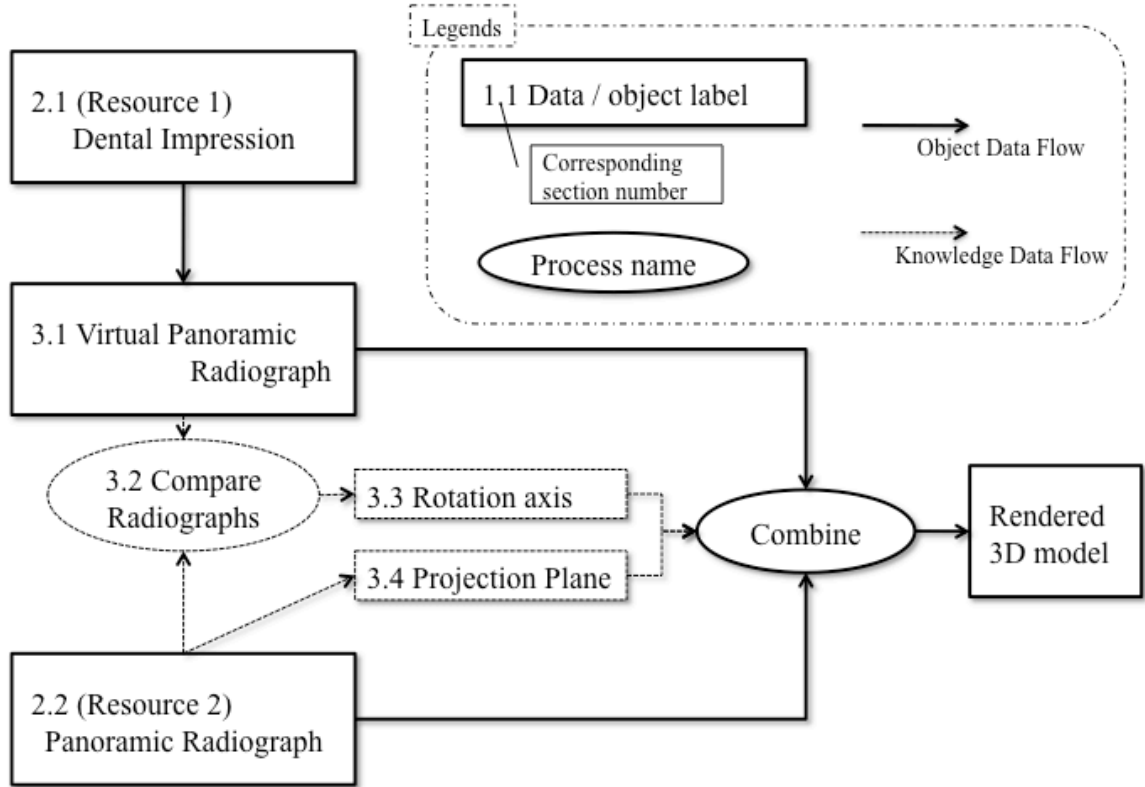 Legends
2.1 (Resource 1)
Dental Impression
1.1 Data / object label
Corresponding
section number
Object Data Flow
Process name
Knowledge Data Flow
3.1 Virtual Panoramic
Radiograph
3.2 Compare
Radiographs
3.3 Rotation axis
3.4 Projection Plane
Combine
Rendered
3D model
2.2 (Resource 2)
Panoramic Radiograph